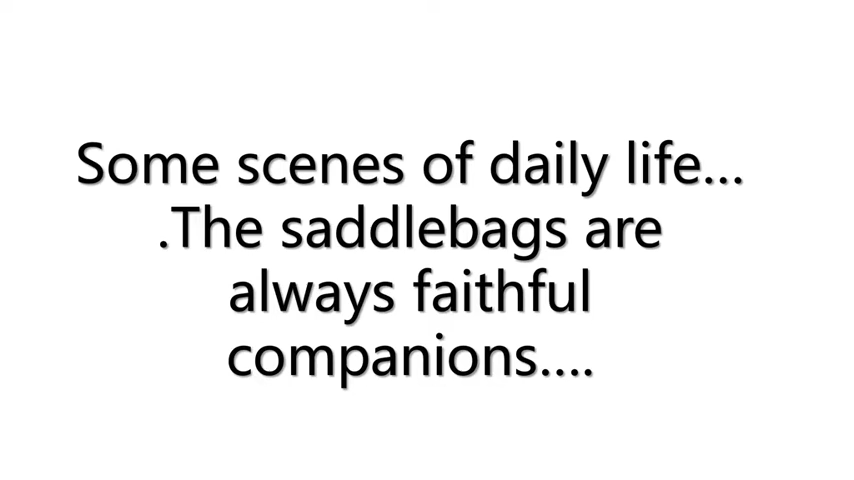 Some scenes of daily life…
.The saddlebags are
always faithful
companions….